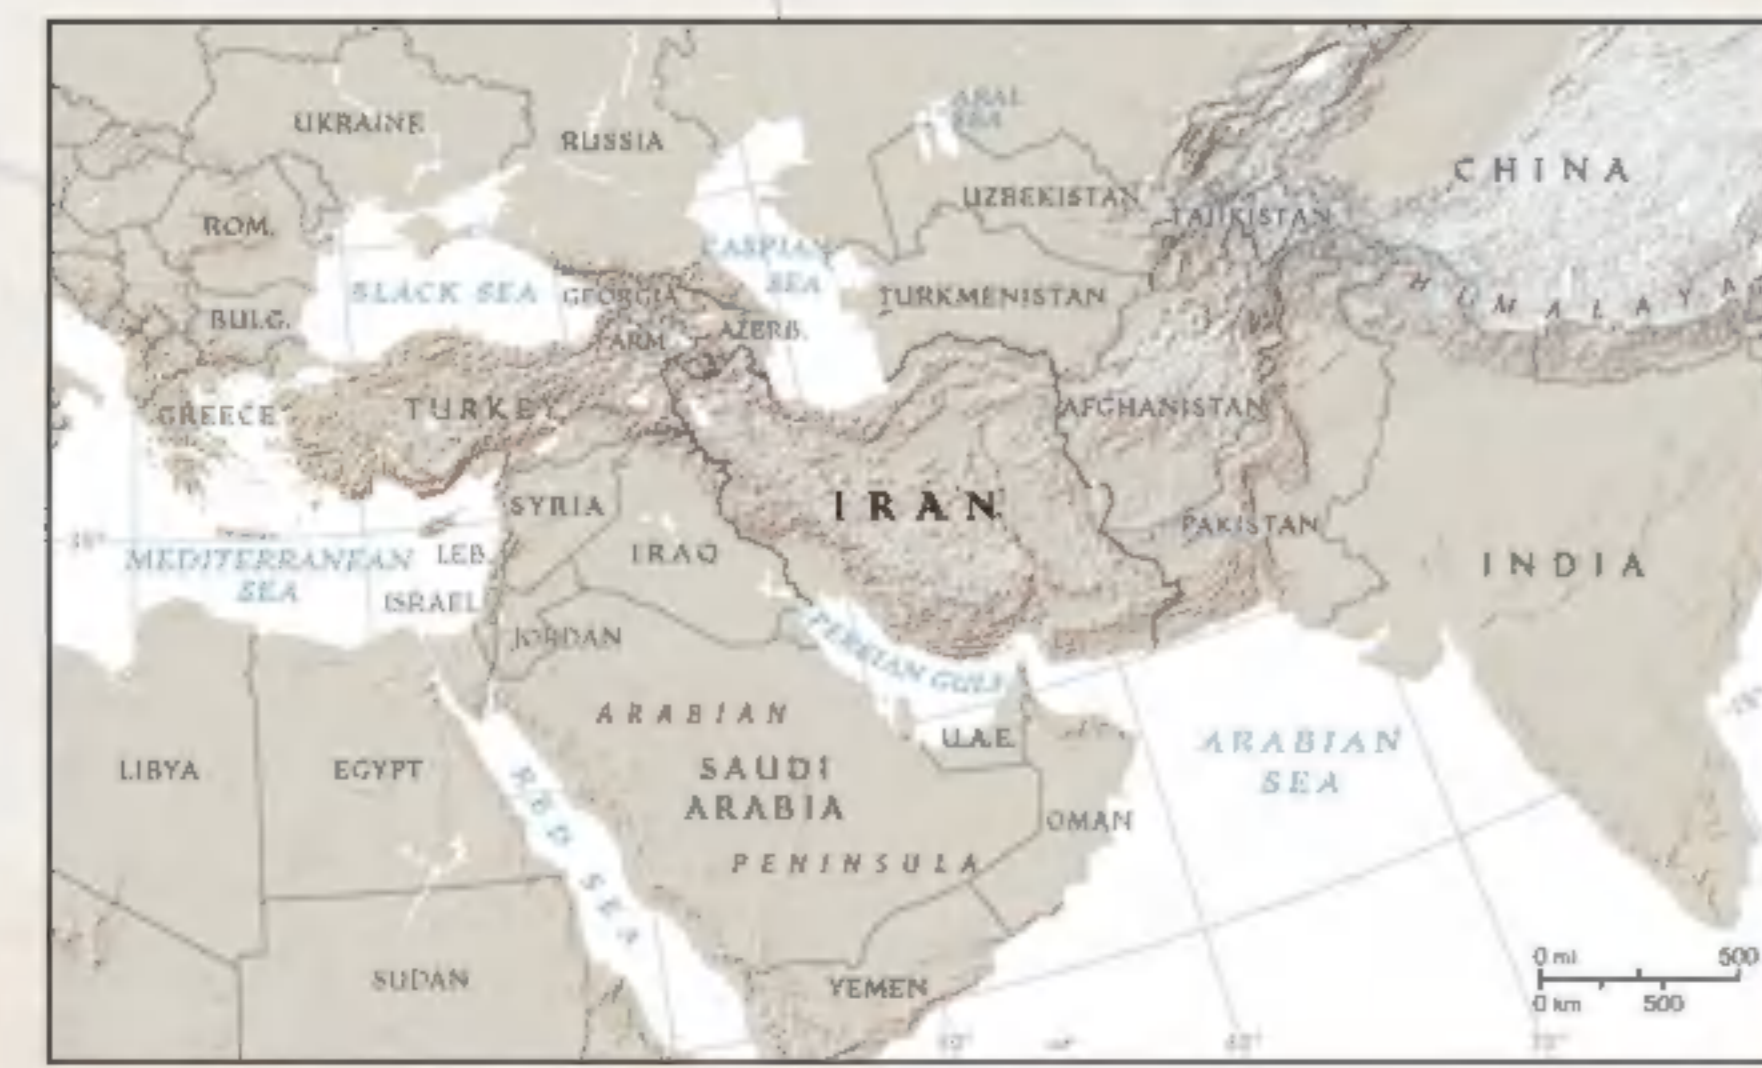 ARAL
SEA
UKRAINE
RUSSIA
CHINA
UZBEKISTAN
TAJIKISTAN
ROM.
CASPIAN
SEA
BLACK SEA
GEORGIA
TURKMENISTAN
HIMALAYA
BULG.
ARM.
AZERB.
GREECE
TURKEY
AFGHANISTAN
IRAN
SYRIA
PAKISTAN
MEDITERRANEAN
SEA
LEB.
IRAQ
INDIA
ISRAEL
JORDAN
PERSIAN GULF
ARABIAN
U.A.E.
ARABIAN
SEA
LIBYA
EGYPT
SAUDI
ARABIA
RED SEA
OMAN
PENINSULA
SUDAN
YEMEN
0 mi 500
0 km 500